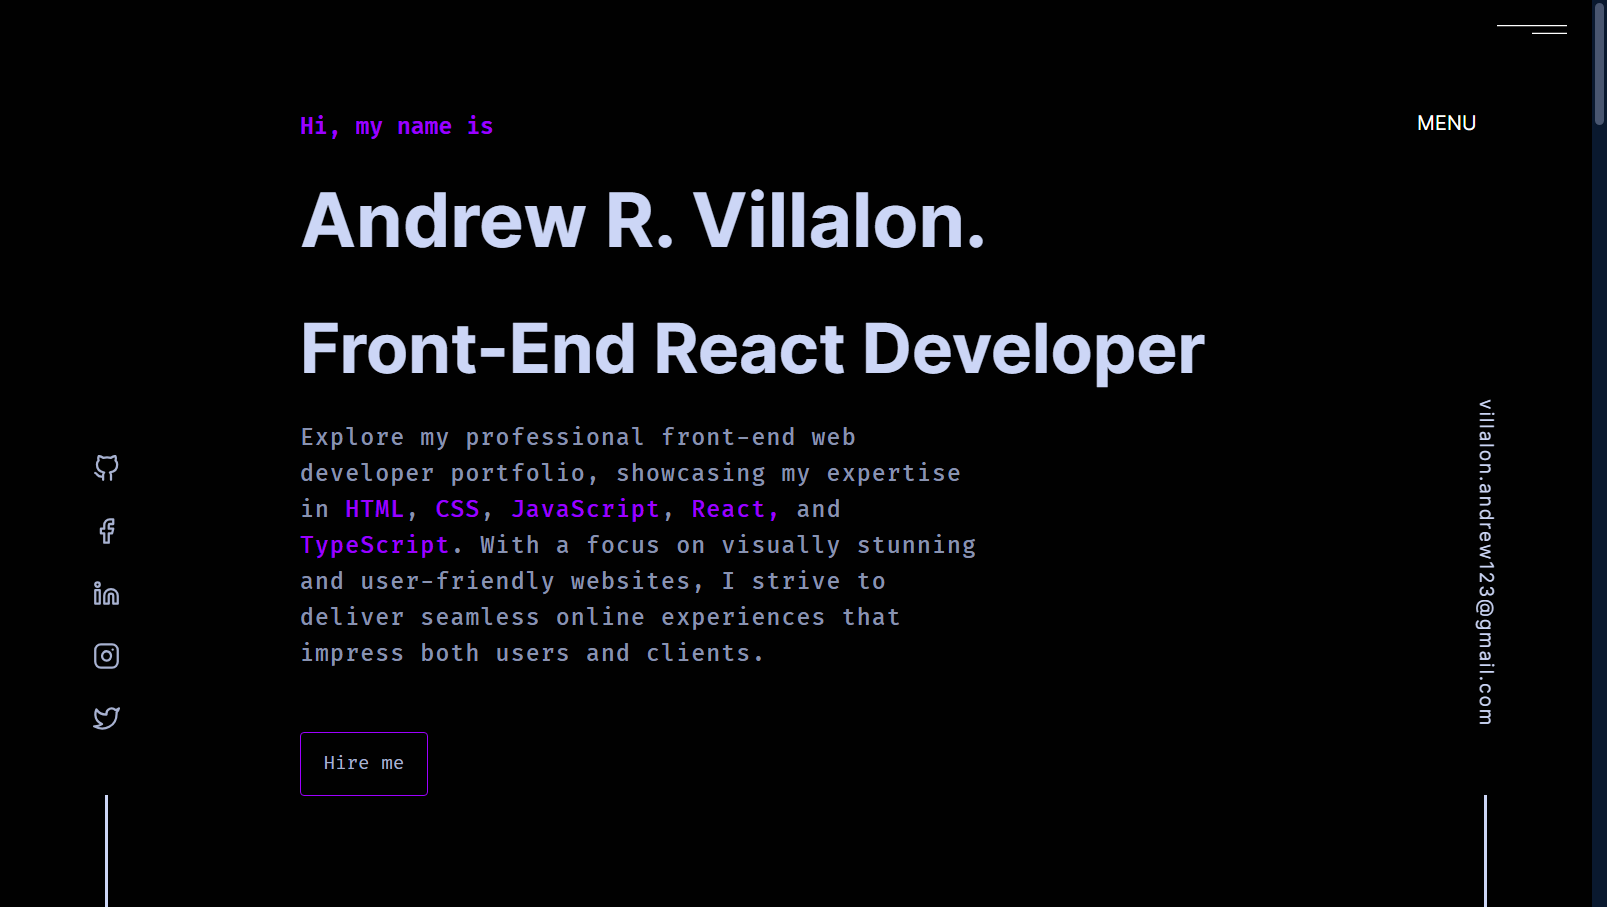 Hi, my name is
MENU
Andrew R. Villalon.
Front-End React Developer
Explore my professional front-end web
developer portfolio, showcasing my expertise
in HTML, CSS, JavaScript, React, and
TypeScript. With a focus on visually stunning
and user-friendly websites, I strive to
deliver seamless online experiences that
impress both users and clients.
Hire me
villalon.andrew123@gmail.com